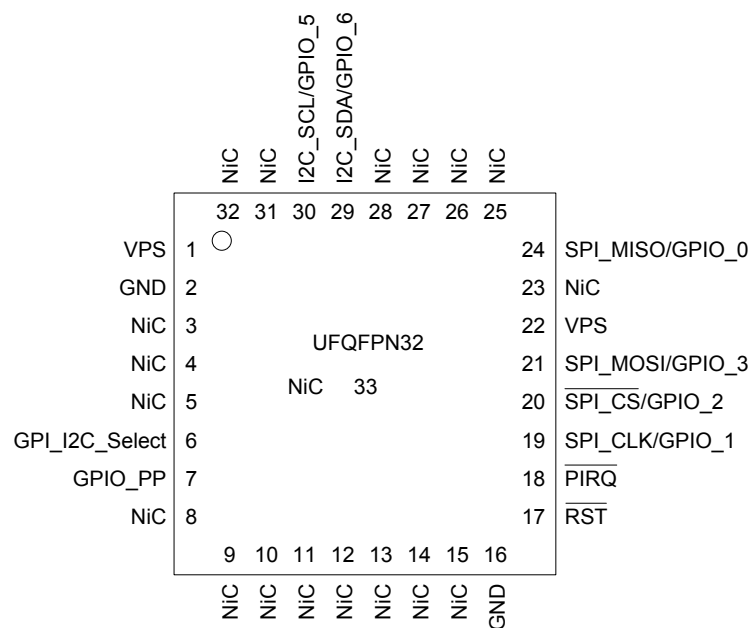 I2C_SCL/GPIO_5
I2C_SDA/GPIO_6
NiC
NiC
NiC
NiC
NiC
NiC
32 31 30 29 28 27 26 25
VPS 1
24 SPI_MISO/GPIO_0
GND 2
23 NiC
NiC 3
22 VPS
UFQFPN32
NiC 4
21 SPI_MOSI/GPIO_3
NiC 33
NiC 5
20 SPI_CS/GPIO_2
GPI_I2C_Select 6
19 SPI_CLK/GPIO_1
GPIO_PP 7
18 PIRQ
NiC 8
17 RST
9 10 11 12 13 14 15 16
NiC
NiC
NiC
NiC
NiC
NiC
NiC
GND